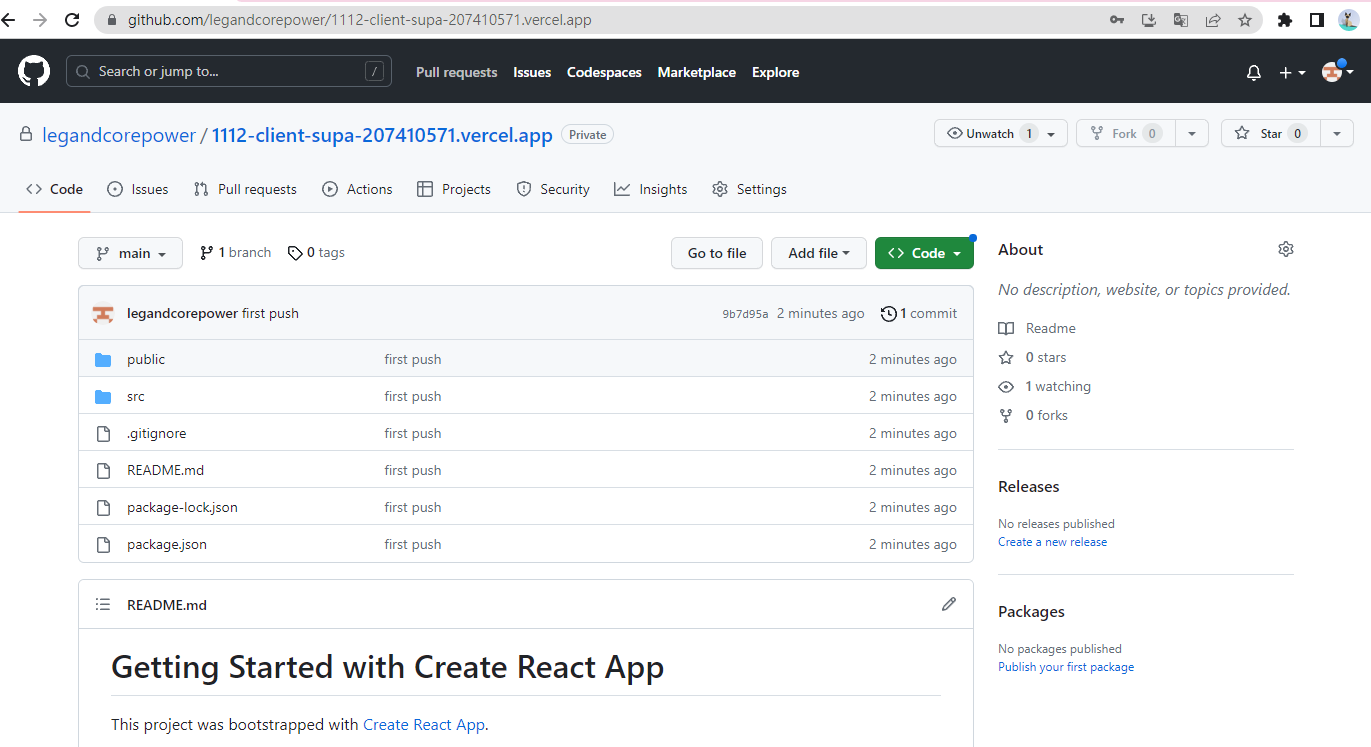 github.com/legandcorepower/1112-client-supa-207410571.vercel.app
Search or jump to... /
Pull requests Issues Codespaces Marketplace Explore
legandcorepower / 1112-client-supa-207410571.vercel.app Private
Unwatch 1 Fork 0 Star 0
Code Issues Pull requests Actions Projects Security Insights Settings
main 1 branch 0 tags
Go to file Add file Code
legandcorepower first push 9b7d95a 2 minutes ago 1 commit
public first push 2 minutes ago
src first push 2 minutes ago
.gitignore first push 2 minutes ago
README.md first push 2 minutes ago
package-lock.json first push 2 minutes ago
package.json first push 2 minutes ago
README.md
Getting Started with Create React App
This project was bootstrapped with Create React App.
About
No description, website, or topics provided.
Readme
0 stars
1 watching
0 forks
Releases
No releases published
Create a new release
Packages
No packages published
Publish your first package